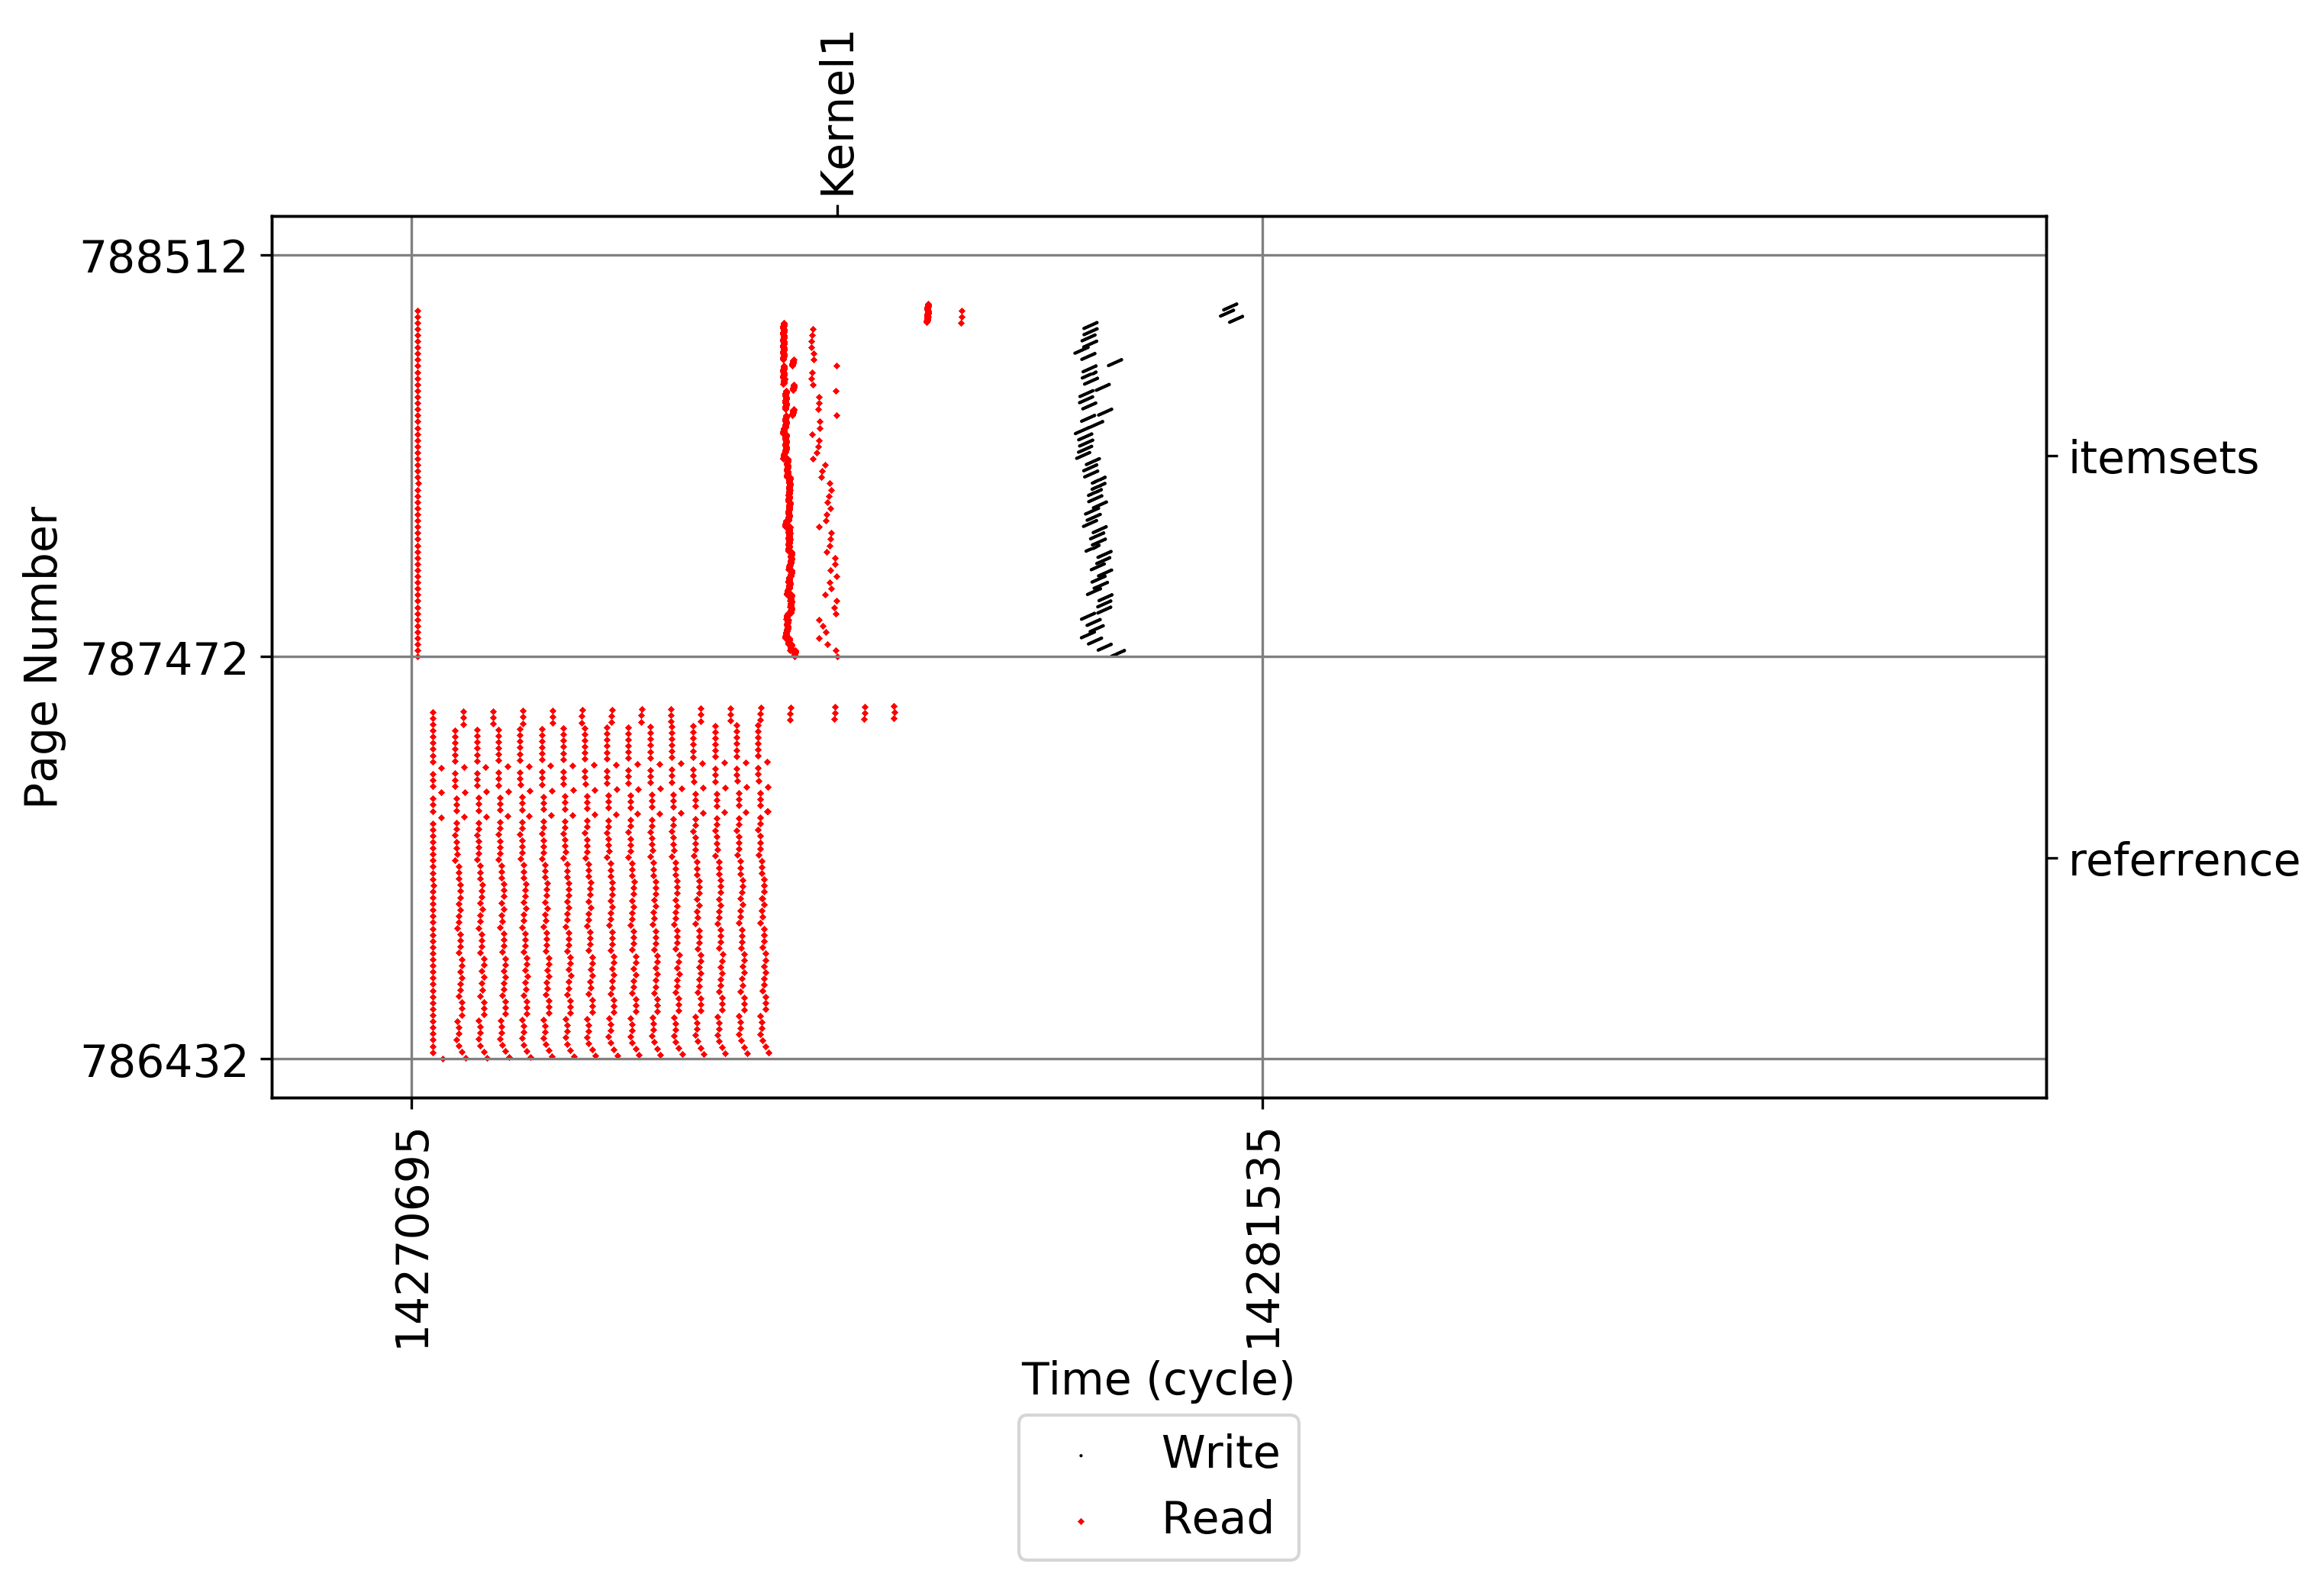 Kernel1
788512
787472
786432
Page Number
itemsets
referrence
14270695
14281535
Time (cycle)
Write
Read